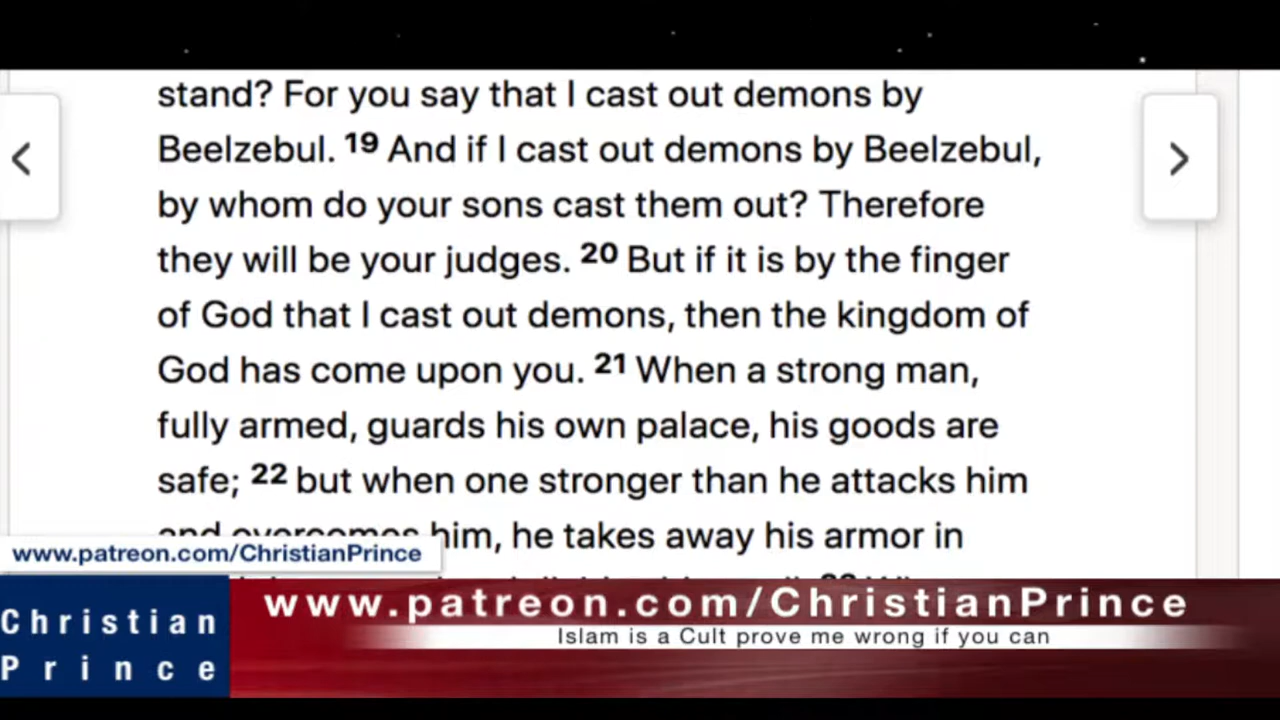 stand? For you say that I cast out demons by
Beelzebul. 19 And if I cast out demons by Beelzebul,
by whom do your sons cast them out? Therefore
they will be your judges. 20 But if it is by the finger
of God that I cast out demons, then the kingdom of
God has come upon you. 21 When a strong man,
fully armed, guards his own palace, his goods are
safe; 22 but when one stronger than he attacks him
and overcomes him, he takes away his armor in
www.patreon.com/ChristianPrince
Christian
Prince
www.patreon.com/ChristianPrince
Islam is a Cult prove me wrong if you can